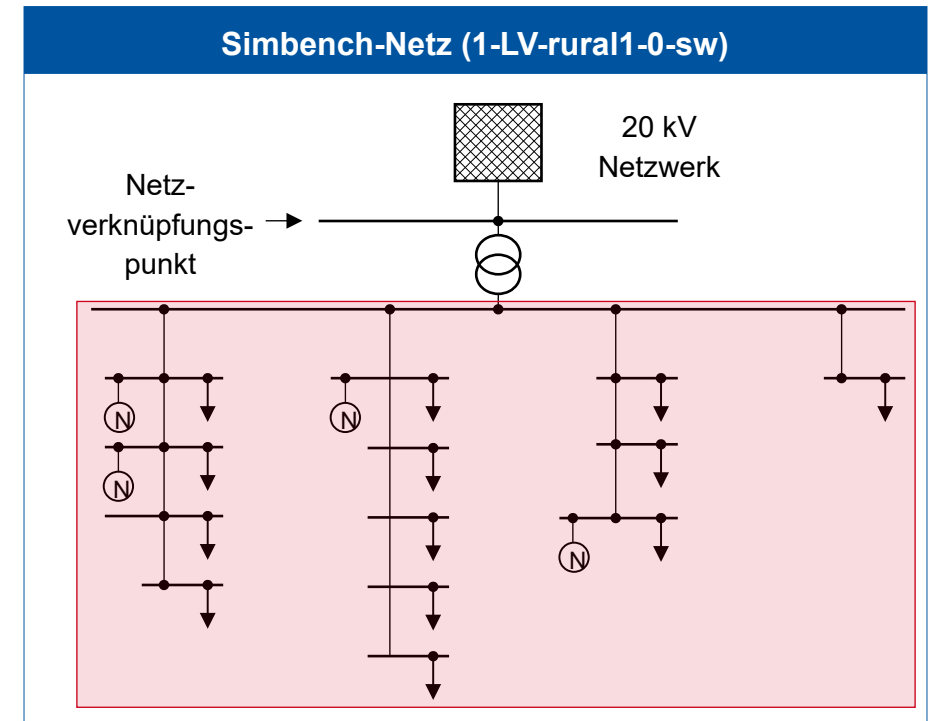 Simbench-Netz (1-LV-rural1-0-sw)
20 kV
Netzwerk
Netz-
verknüpfungs-
punkt
N
N
N
N